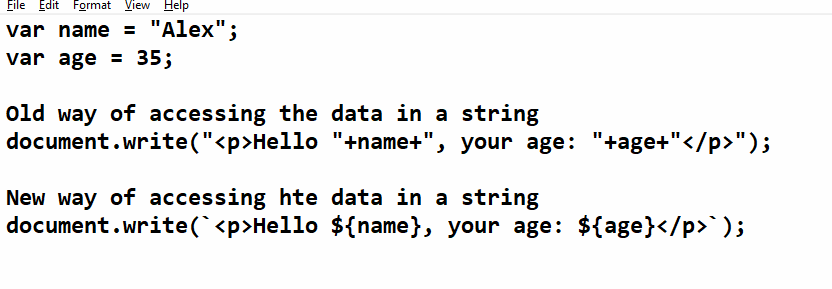 File Edit Format View Help
var name = "Alex";
var age = 35;
Old way of accessing the data in a string
document.write("<p>Hello "+name+", your age: "+age+"</p>");
New way of accessing hte data in a string
document.write(`<p>Hello ${name}, your age: ${age}</p>`);